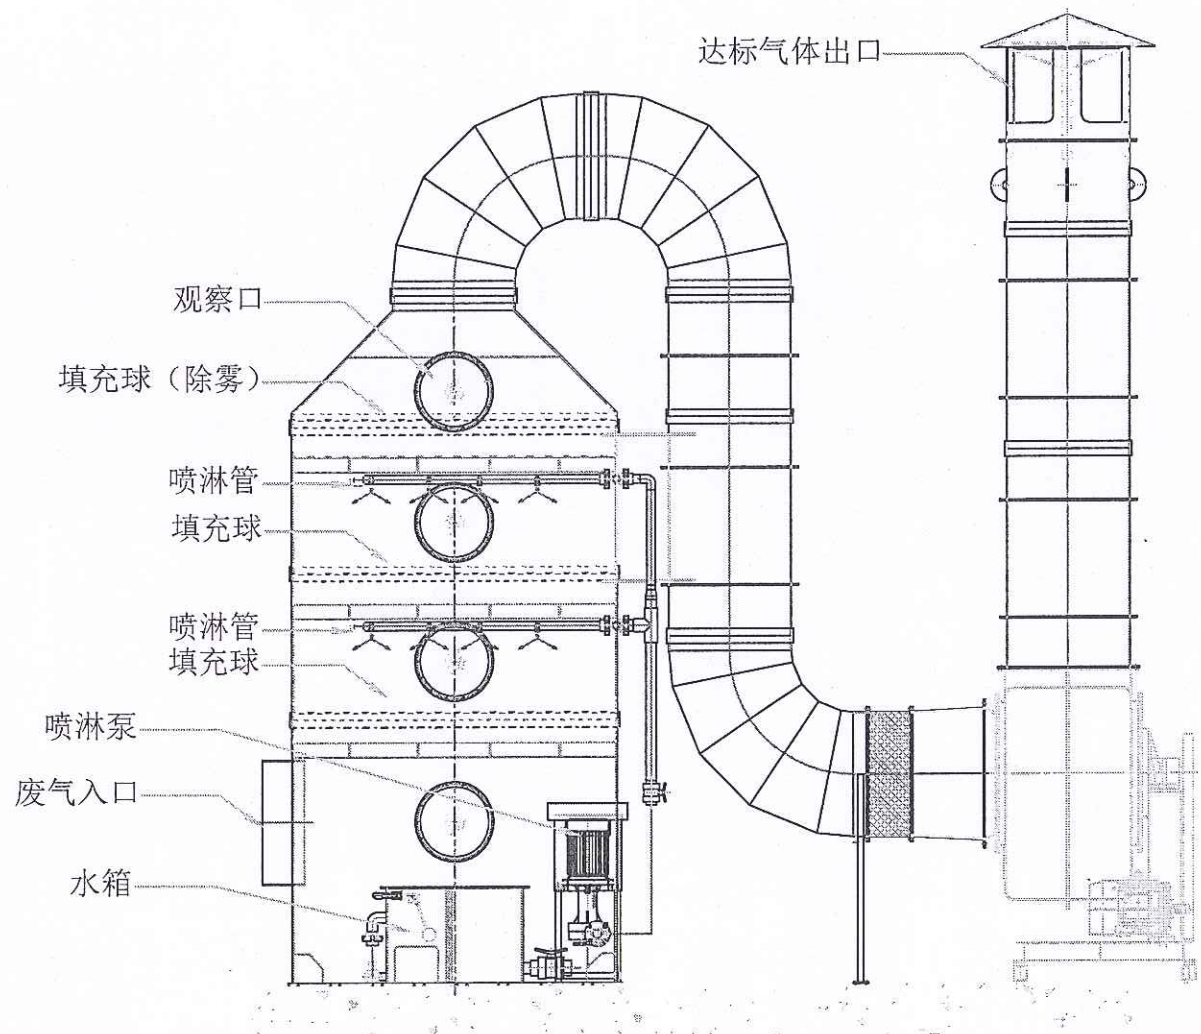 达标气体出口
观察口
填充球（除雾）
喷淋管
填充球
喷淋管
填充球
喷淋泵
废气入口
水箱